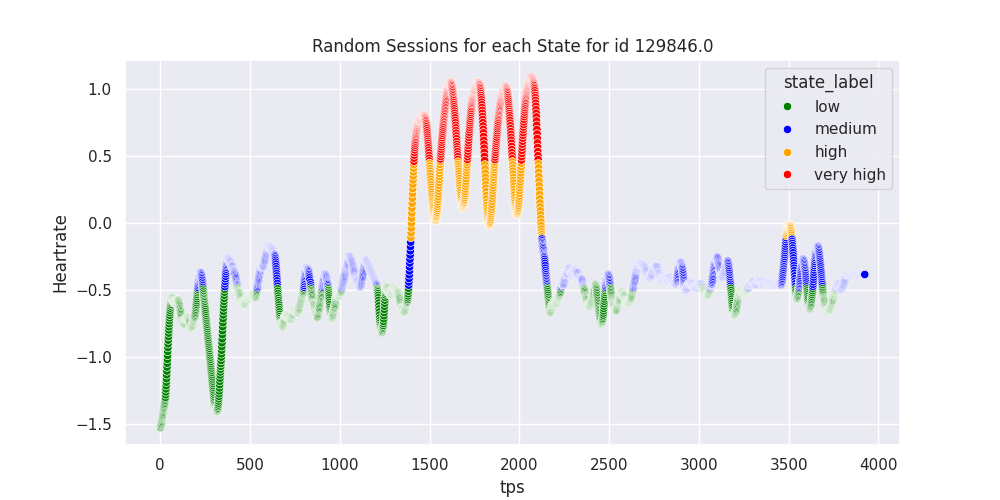 Random Sessions for each State for id 129846.0
Heartrate
1.0
0.5
0.0
−0.5
−1.0
−1.5
state_label
low
medium
high
very high
0 500 1000 1500 2000 2500 3000 3500 4000
tps